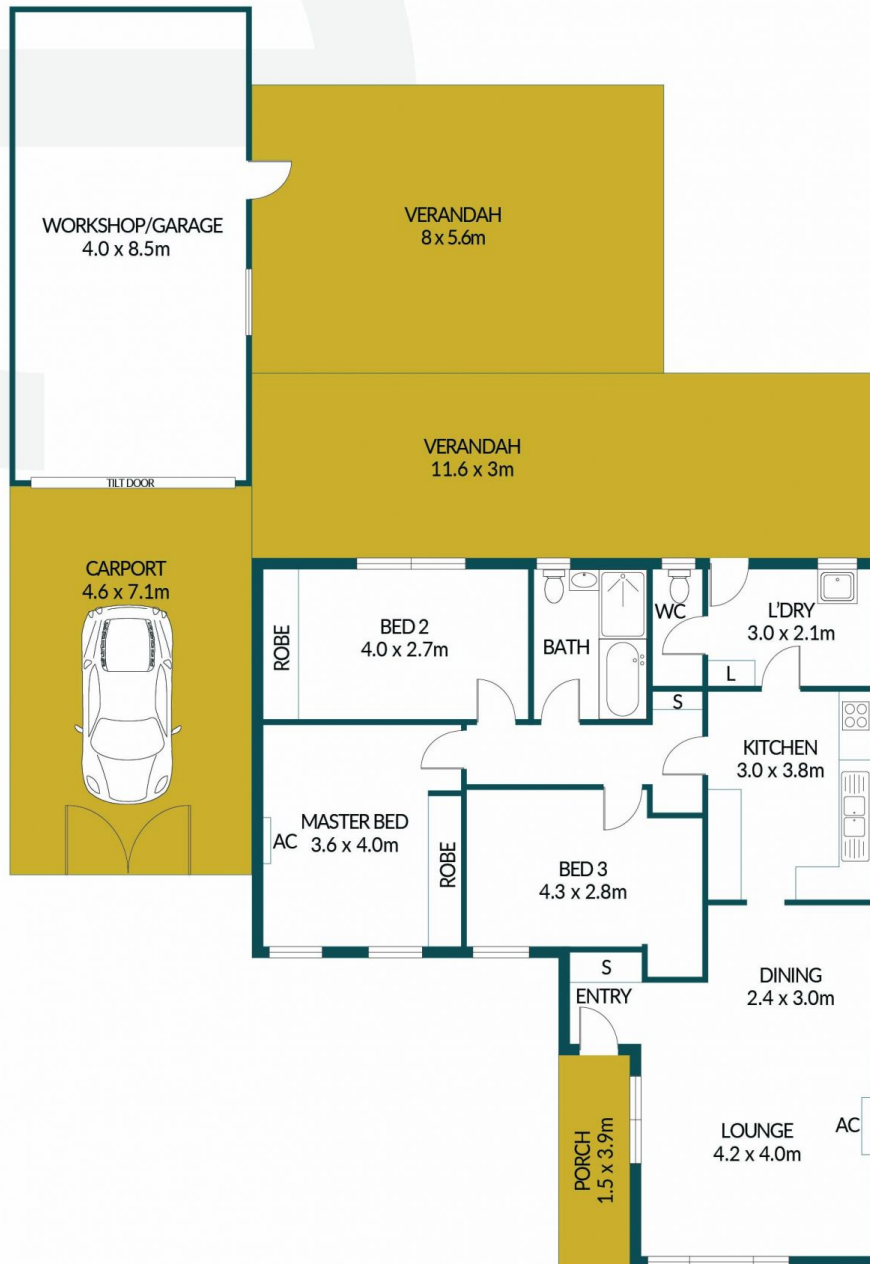 WORKSHOP/GARAGE
4.0 x 8.5m
VERANDAH
8 x 5.6m
VERANDAH
11.6 x 3m
TILT DOOR
CARPORT
4.6 x 7.1m
ROBE
BED 2
4.0 x 2.7m
BATH
WC
L'DRY
3.0 x 2.1m
L
S
KITCHEN
3.0 x 3.8m
AC
MASTER BED
3.6 x 4.0m
ROBE
BED 3
4.3 x 2.8m
S
ENTRY
DINING
2.4 x 3.0m
PORCH
1.5 x 3.9m
LOUNGE
4.2 x 4.0m
AC